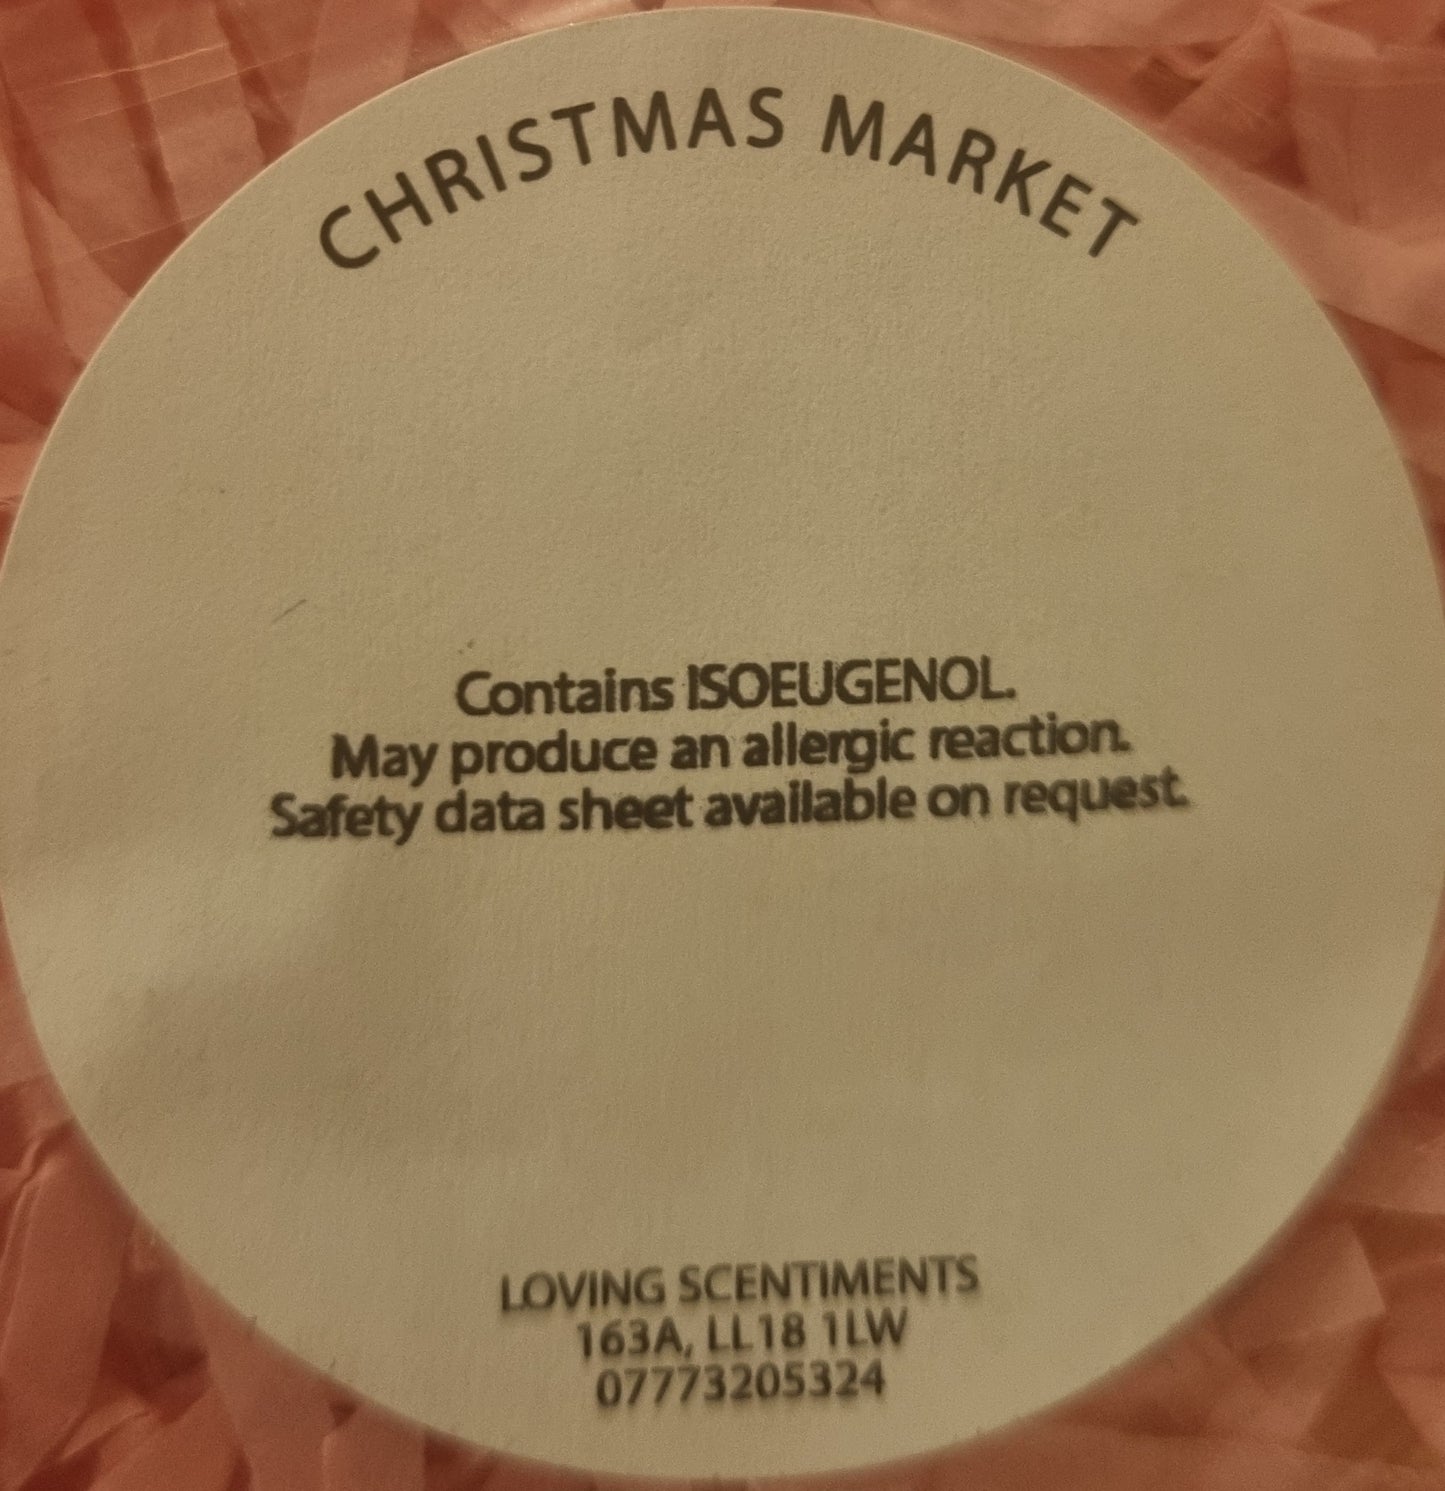 CHRISTMAS MARKET
Contains ISOEUGENOL.
May produce an allergic reaction.
Safety data sheet available on request.
LOVING SCENTIMENTS
163A, LL18 1LW
07773205324